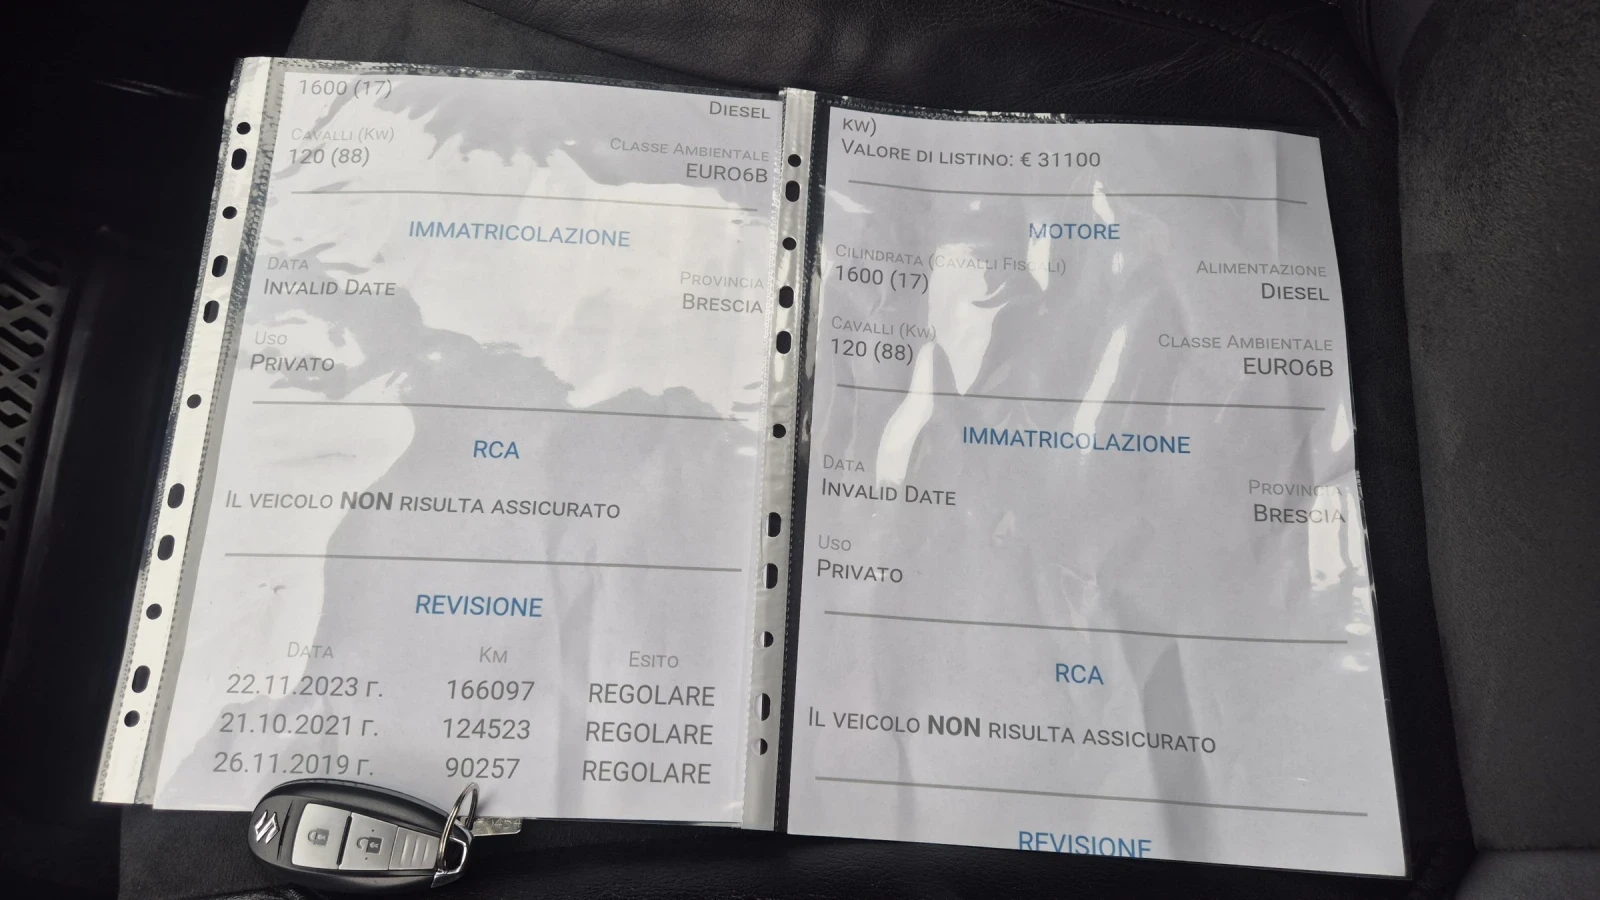 1600 (17)
DIESEL
CAVALLI (KW)
CLASSE AMBIENTALE
120 (88)
EURO6B
IMMATRICOLAZIONE
DATA
PROVINCIA
INVALID DATE
BRESCIA
USO
PRIVATO
RCA
IL VEICOLO NON RISULTA ASSICURATO
REVISIONE
DATA KM ESITO
22.11.2023 г. 166097 REGOLARE
21.10.2021 г. 124523 REGOLARE
26.11.2019 г. 90257 REGOLARE
KW)
VALORE DI LISTINO: € 31100
MOTORE
CILINDRATA (CAVALLI FISCALI)
ALIMENTAZIONE
1600 (17)
DIESEL
CAVALLI (KW)
CLASSE AMBIENTALE
120 (88)
EURO6B
IMMATRICOLAZIONE
DATA
PROVINCIA
INVALID DATE
BRESCIA
USO
PRIVATO
RCA
IL VEICOLO NON RISULTA ASSICURATO
REVISIONE